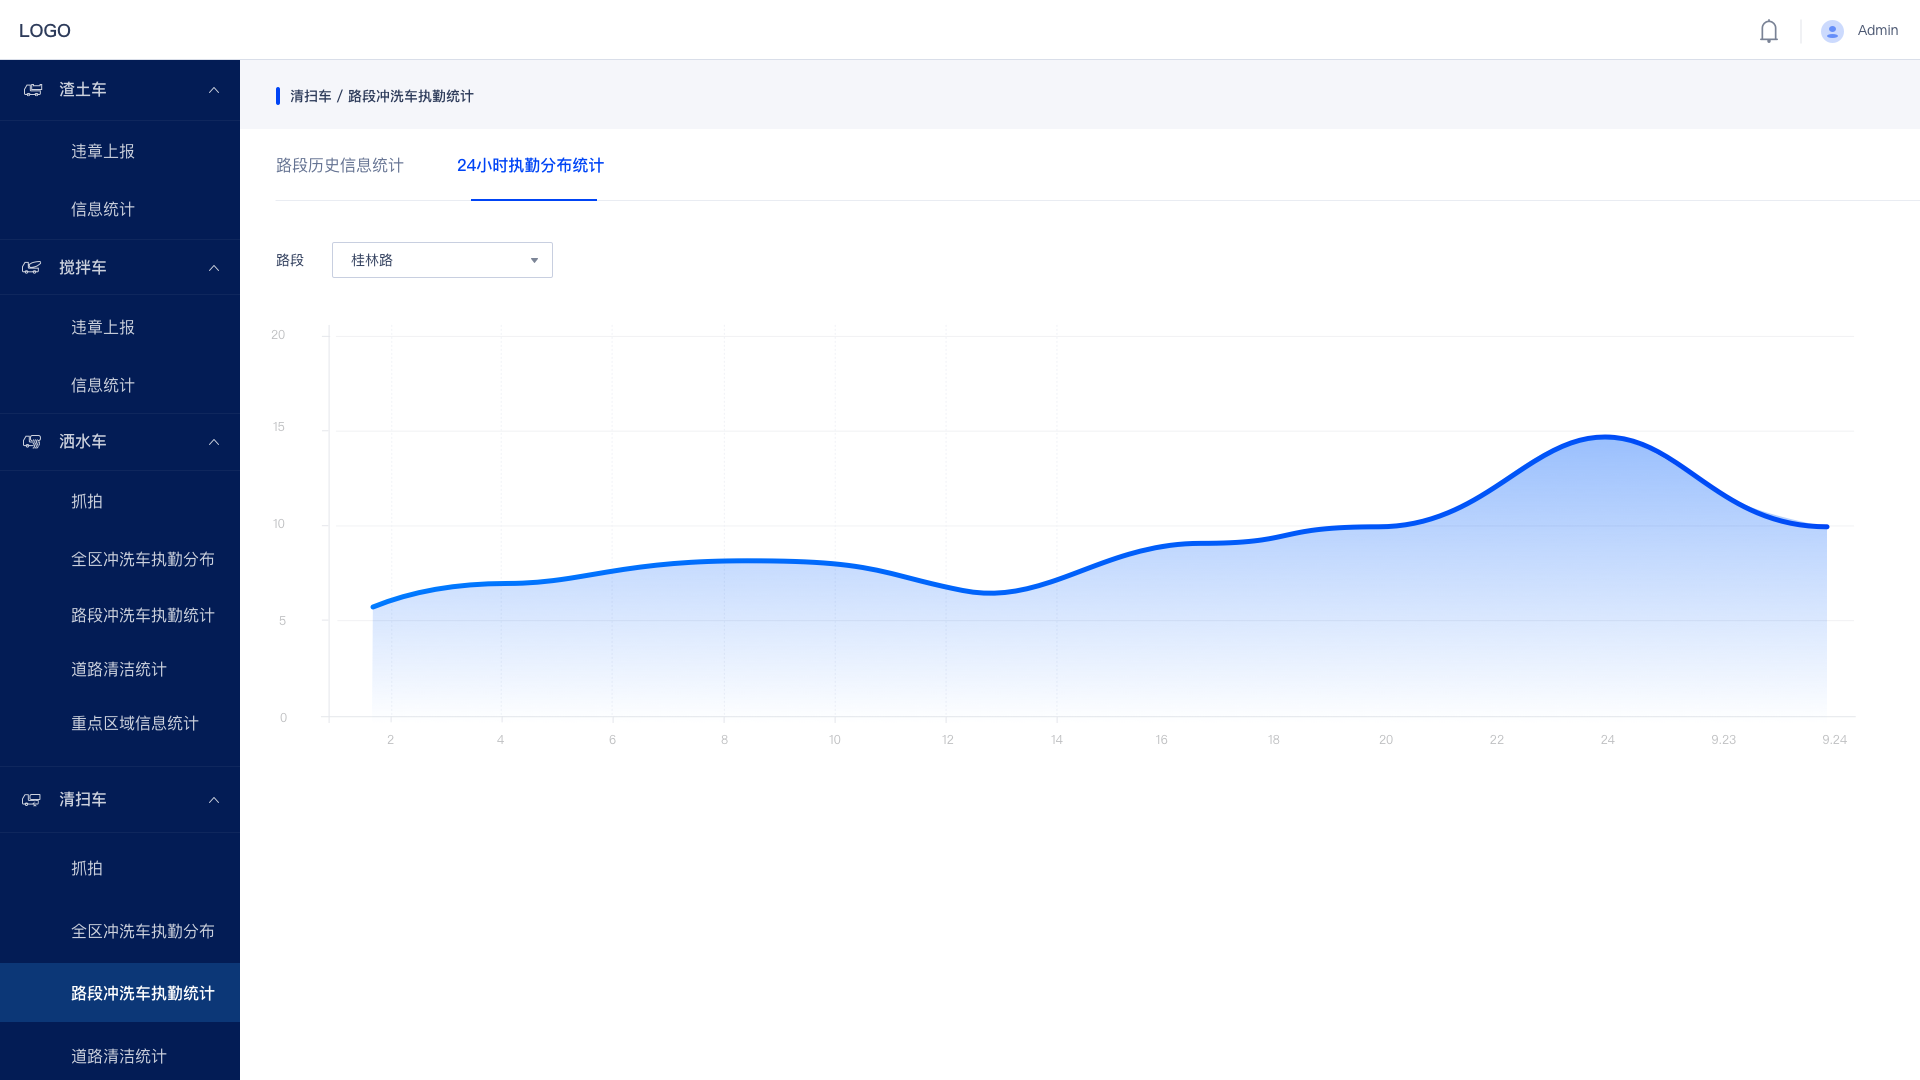 LOGO
Admin
渣土车
违章上报
信息统计
搅拌车
违章上报
信息统计
洒水车
抓拍
全区冲洗车执勤分布
路段冲洗车执勤统计
道路清洁统计
重点区域信息统计
清扫车
抓拍
全区冲洗车执勤分布
路段冲洗车执勤统计
道路清洁统计
清扫车 / 路段冲洗车执勤统计
路段历史信息统计 24小时执勤分布统计
路段 桂林路
20
15
10
5
0
2 4 6 8 10 12 14 16 18 20 22 24 9.23 9.24